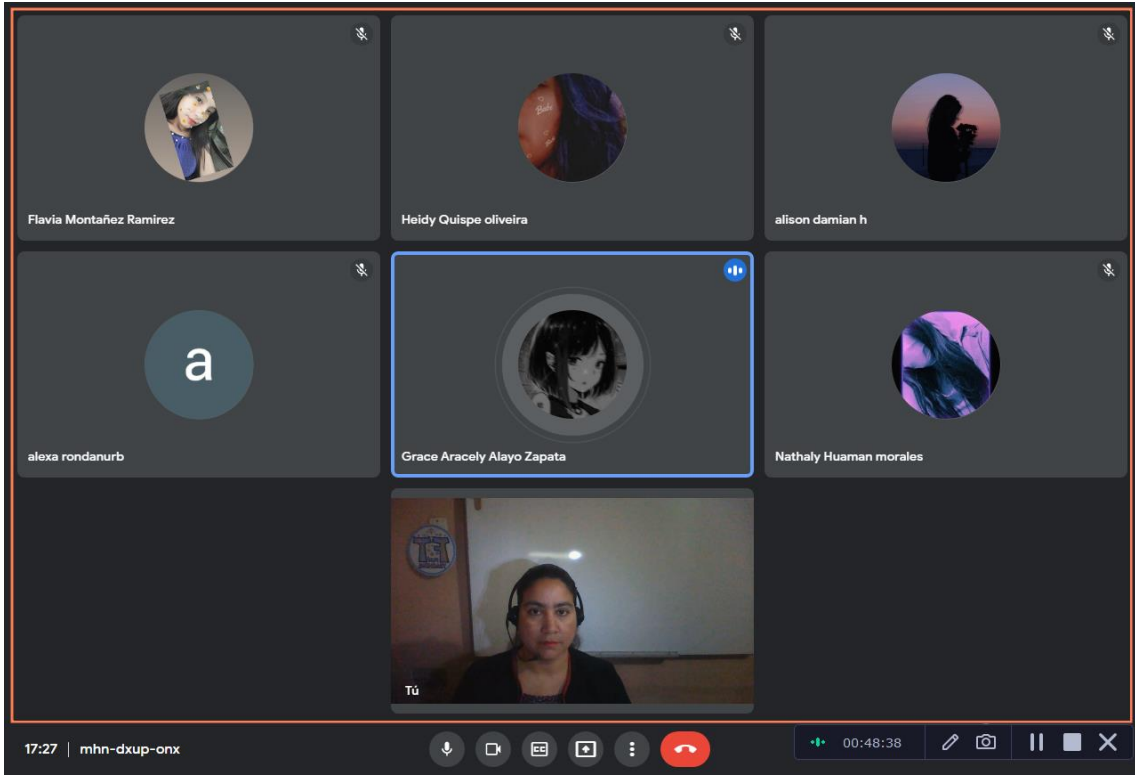 Flavia Montañez Ramirez
Heidy Quispe oliveira
alison damian h
a
alexa rondanurb
Grace Aracely Alayo Zapata
Nathaly Huaman morales
Tú
17:27 | mhn-dxup-onx
CC
00:48:38